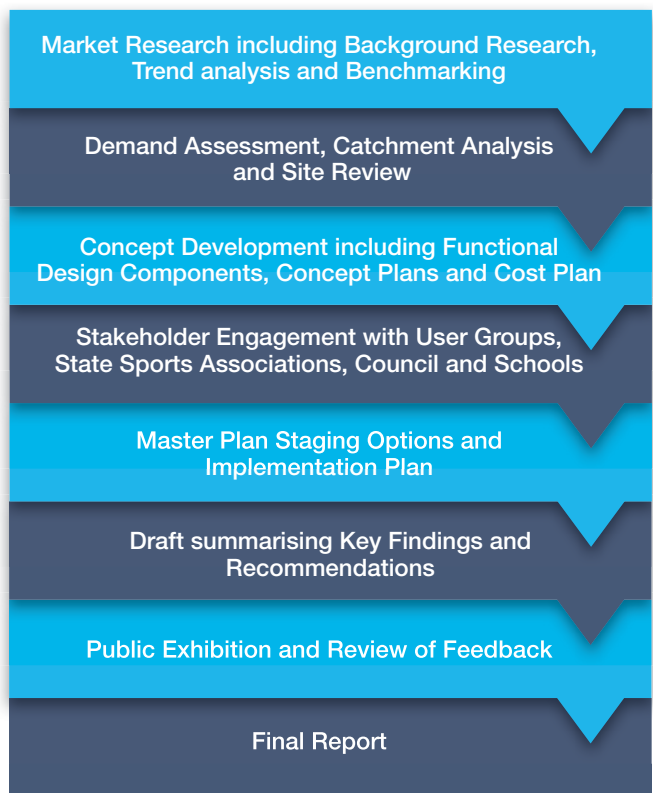 Market Research including Background Research,
Trend analysis and Benchmarking
Demand Assessment, Catchment Analysis
and Site Review
Concept Development including Functional
Design Components, Concept Plans and Cost Plan
Stakeholder Engagement with User Groups,
State Sports Associations, Council and Schools
Master Plan Staging Options and
Implementation Plan
Draft summarising Key Findings and
Recommendations
Public Exhibition and Review of Feedback
Final Report